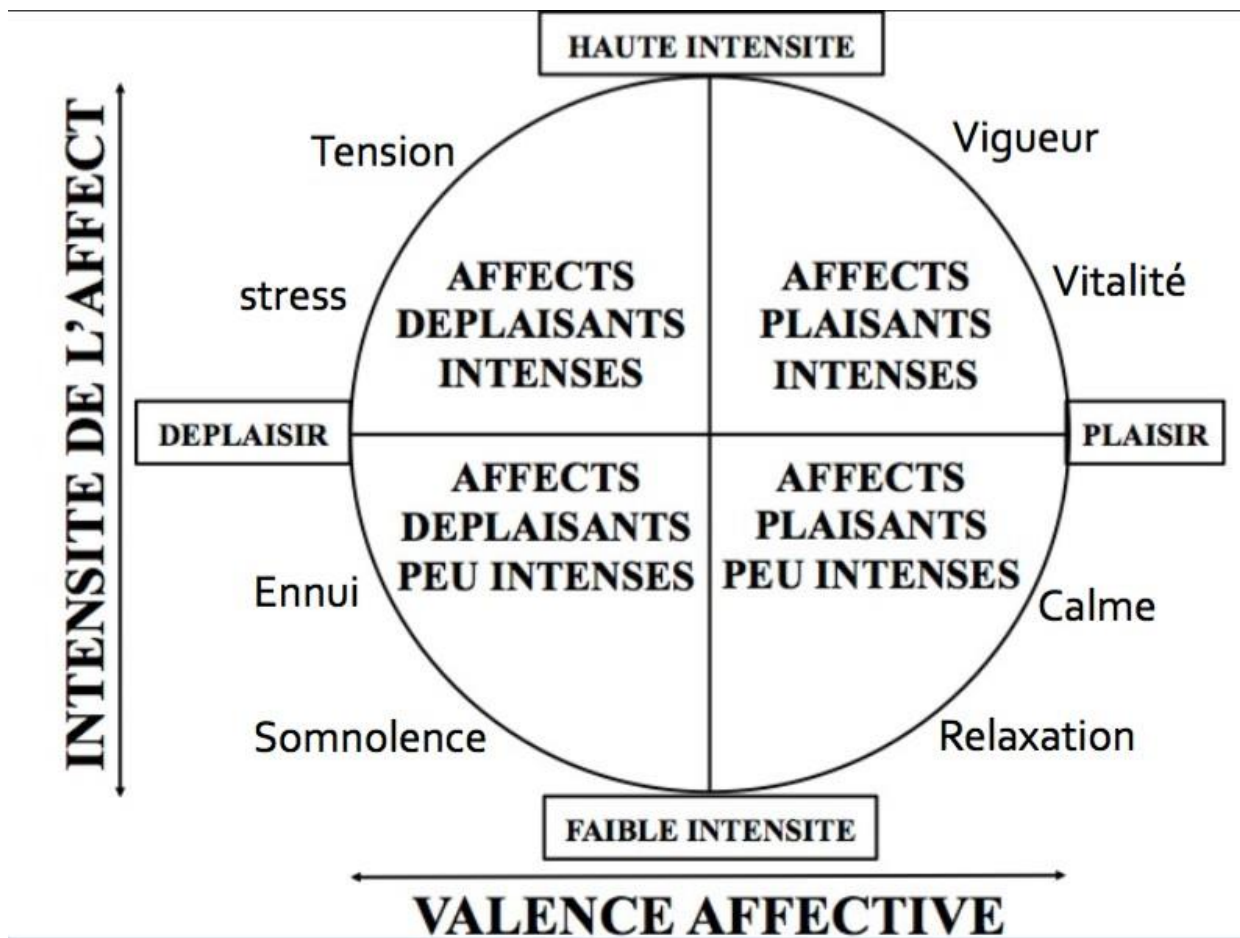 HAUTE INTENSITE
Tension
Vigueur
stress
Vitalité
AFFECTS
DEPLAISANTS
INTENSES
AFFECTS
PLAISANTS
INTENSES
INTENSITE DE L'AFFECT
DEPLAISIR
PLAISIR
AFFECTS
DEPLAISANTS
PEU INTENSES
AFFECTS
PLAISANTS
PEU INTENSES
Ennui
Calme
Somnolence
Relaxation
FAIBLE INTENSITE
VALENCE AFFECTIVE